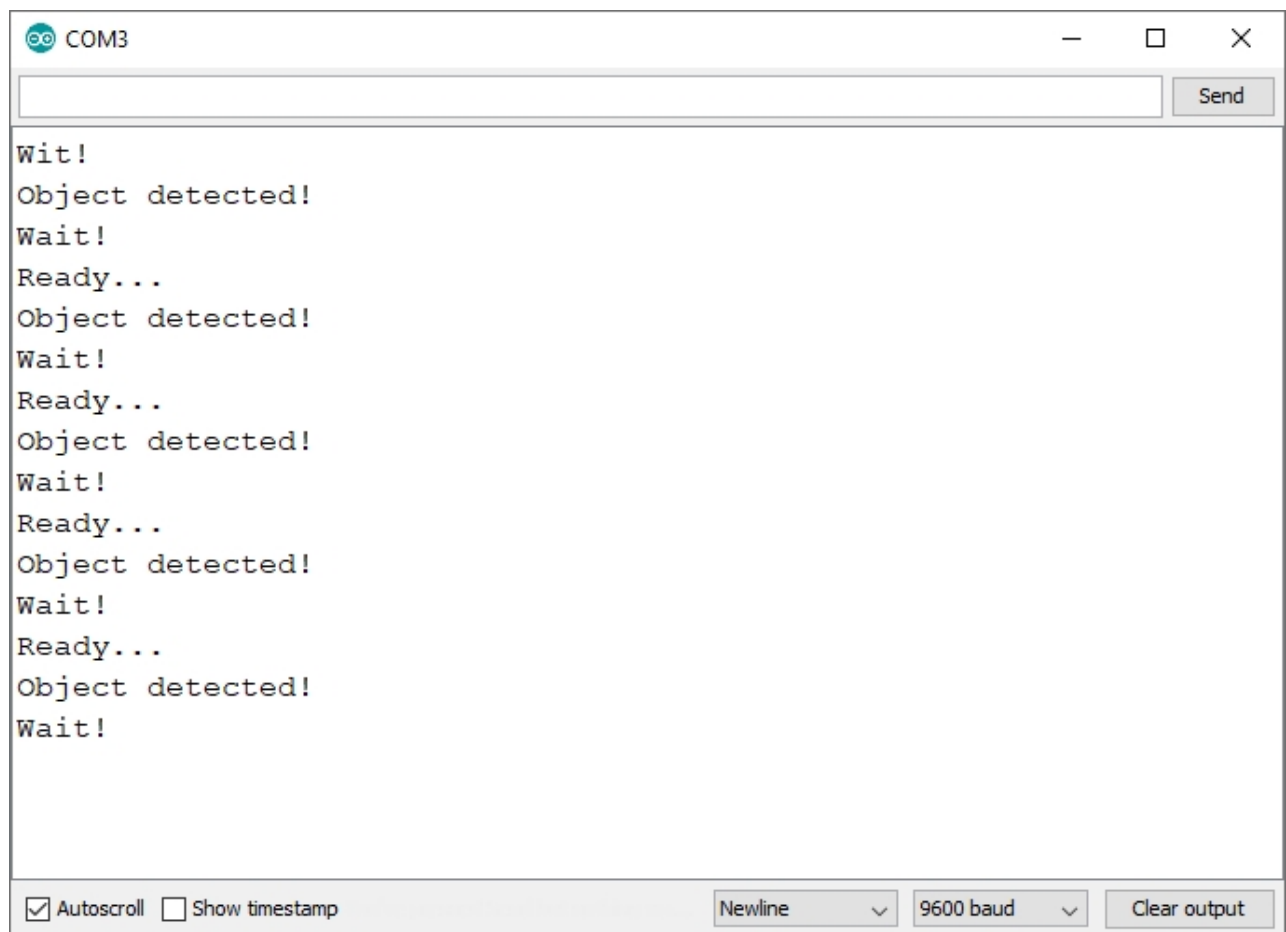 COM3
Send
Wit!
Object detected!
Wait!
Ready...
Object detected!
Wait!
Ready...
Object detected!
Wait!
Ready...
Object detected!
Wait!
Ready...
Object detected!
Wait!
Autoscroll Show timestamp Newline 9600 baud Clear output